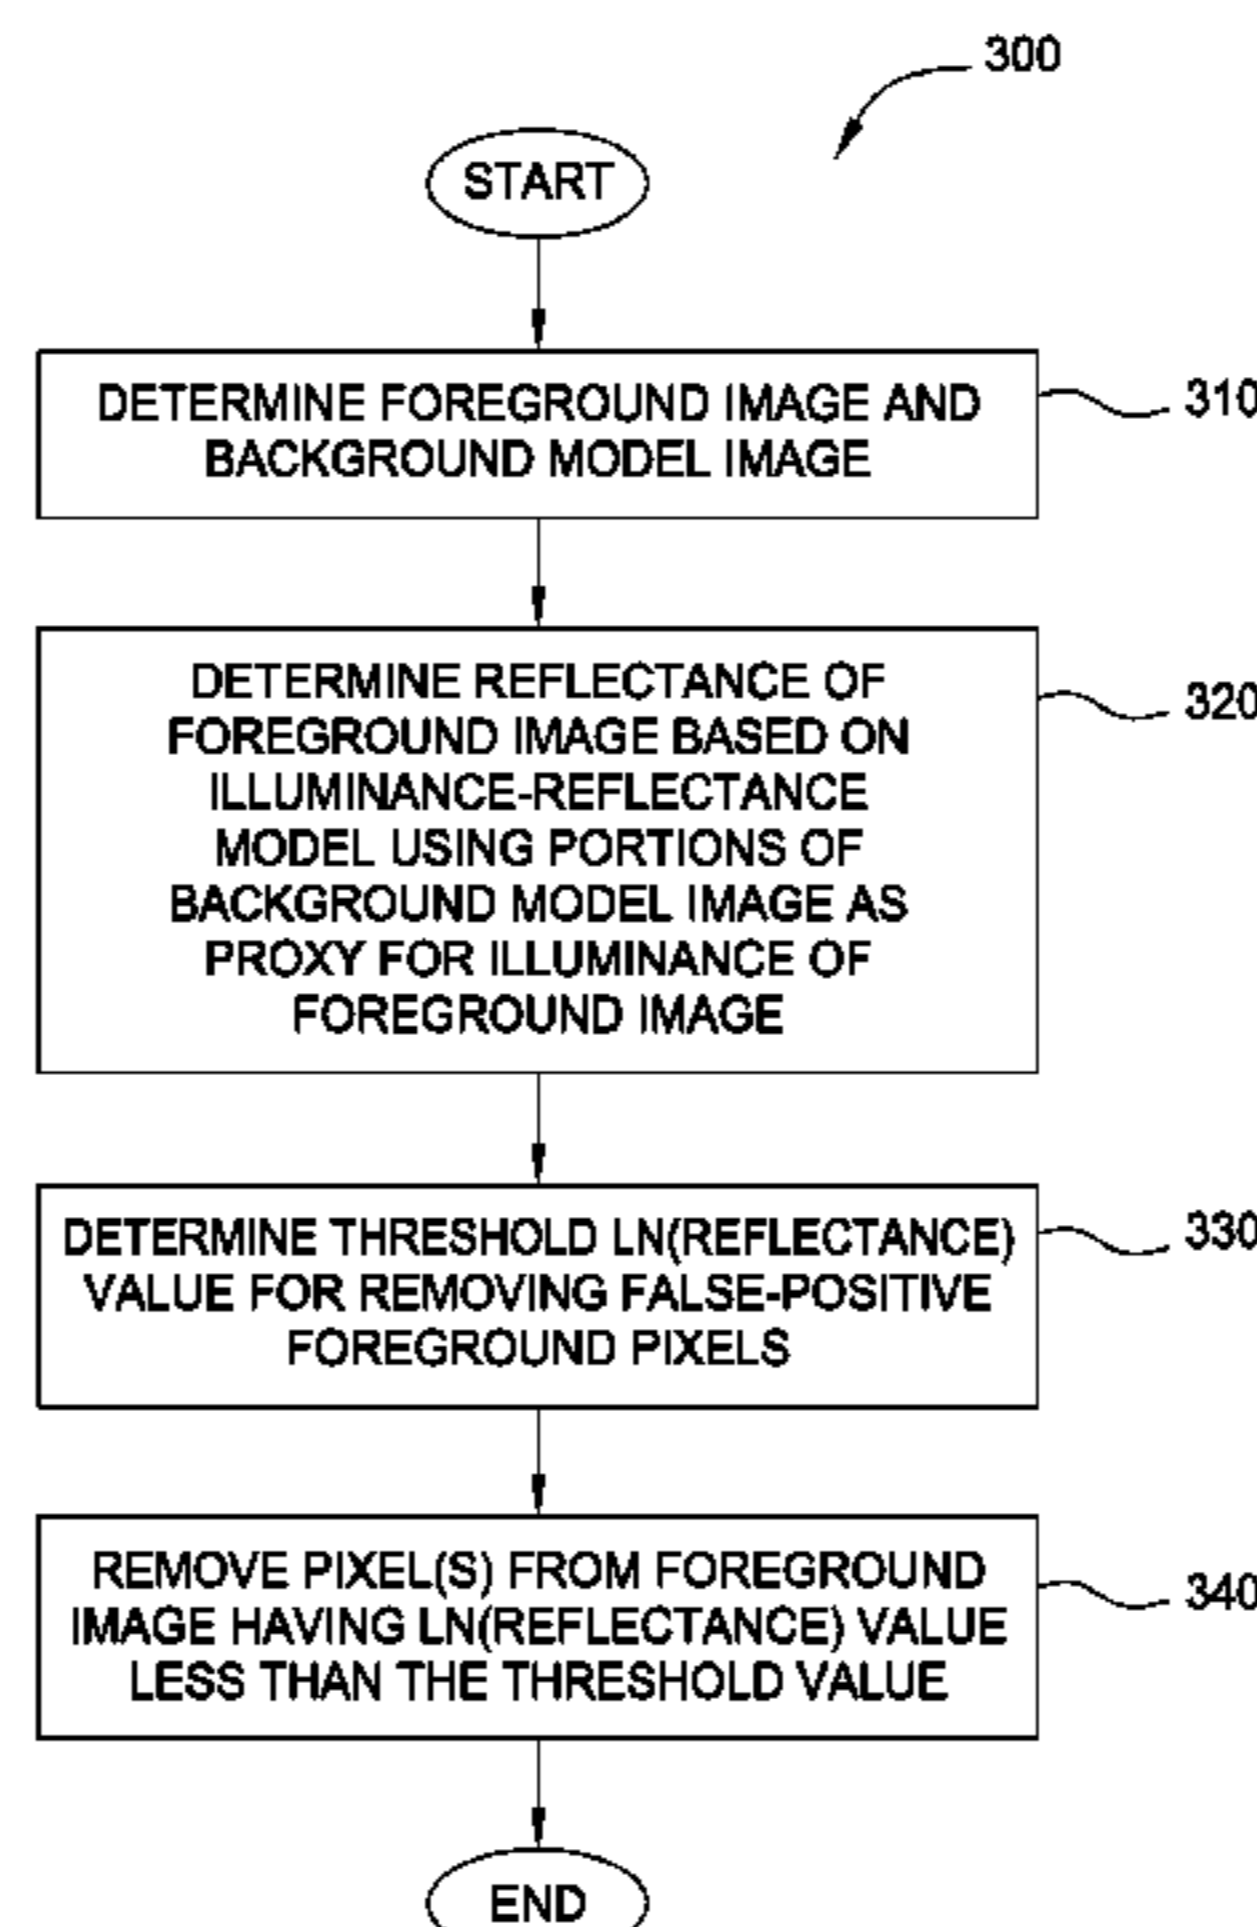 300
START
DETERMINE FOREGROUND IMAGE AND
BACKGROUND MODEL IMAGE
310
DETERMINE REFLECTANCE OF
FOREGROUND IMAGE BASED ON
ILLUMINANCE-REFLECTANCE
MODEL USING PORTIONS OF
BACKGROUND MODEL IMAGE AS
PROXY FOR ILLUMINANCE OF
FOREGROUND IMAGE
320
DETERMINE THRESHOLD LN(REFLECTANCE)
VALUE FOR REMOVING FALSE-POSITIVE
FOREGROUND PIXELS
330
REMOVE PIXEL(S) FROM FOREGROUND
IMAGE HAVING LN(REFLECTANCE) VALUE
LESS THAN THE THRESHOLD VALUE
340
END